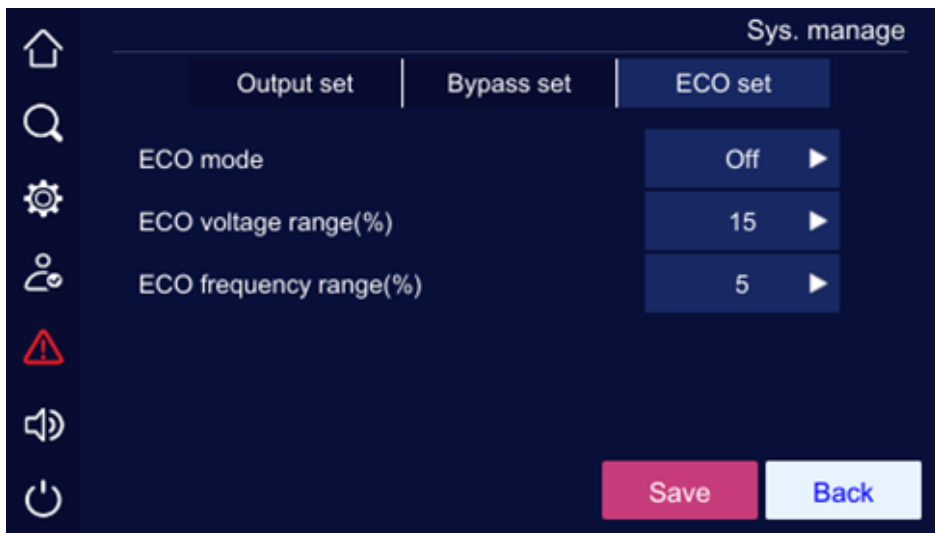 Sys. manage
Output set Bypass set ECO set
ECO mode Off
ECO voltage range(%) 15
ECO frequency range(%) 5
Save Back